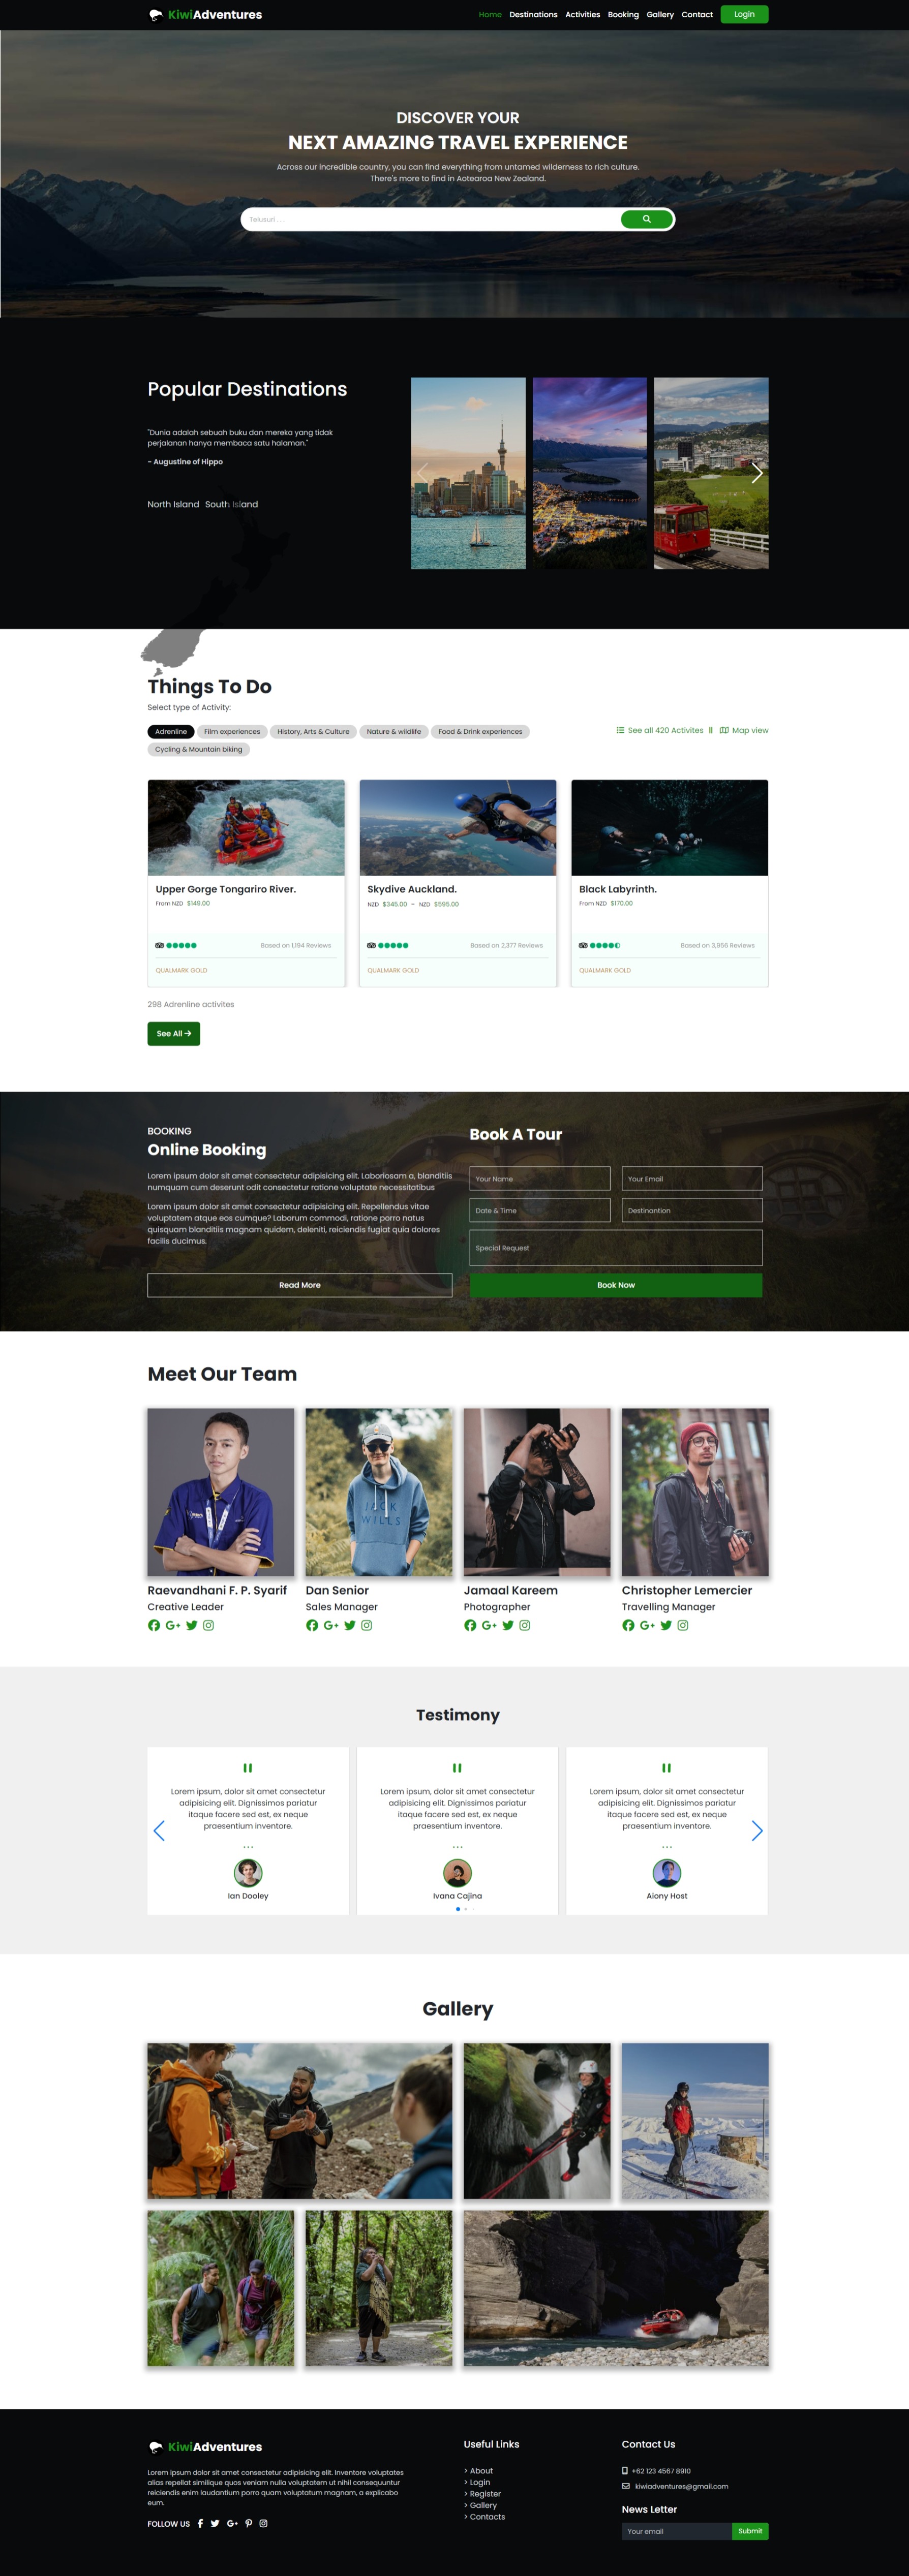 KiwiAdventures
Home Destinations Activities Booking Gallery Contact Login
DISCOVER YOUR
NEXT AMAZING TRAVEL EXPERIENCE
Across our incredible country, you can find everything from untamed wilderness to rich culture.
There's more to find in Aotearoa New Zealand.
Telusuri . . .
Popular Destinations
"Dunia adalah sebuah buku dan mereka yang tidak
perjalanan hanya membaca satu halaman."
- Augustine of Hippo
North Island South Island
Things To Do
Select type of Activity:
Adrenline Film experiences History, Arts & Culture Nature & wildlife Food & Drink experiences
Cycling & Mountain biking
See all 420 Activites || Map view
Upper Gorge Tongariro River.
From NZD $149.00
Based on 1,194 Reviews
QUALMARK GOLD
Skydive Auckland.
NZD $345.00 - NZD $595.00
Based on 2,377 Reviews
QUALMARK GOLD
Black Labyrinth.
From NZD $170.00
Based on 3,956 Reviews
QUALMARK GOLD
298 Adrenline activites
See All →
BOOKING
Online Booking
Lorem ipsum dolor sit amet consectetur adipisicing elit. Laboriosam a, blanditiis
numquam cum deserunt odit consectetur ratione voluptate necessitatibus
Lorem ipsum dolor sit amet consectetur adipisicing elit. Repellendus vitae
voluptatem atque eos cumque? Laborum commodi, ratione porro natus
quisquam blanditiis magnam quidem, deleniti, reiciendis fugiat quia dolores
facilis ducimus.
Read More
Book A Tour
Your Name
Your Email
Date & Time
Destinantion
Special Request
Book Now
Meet Our Team
JACK
WILLS
Raevandhani F. P. Syarif
Creative Leader
Dan Senior
Sales Manager
Jamaal Kareem
Photographer
Christopher Lemercier
Travelling Manager
Testimony
Lorem ipsum, dolor sit amet consectetur
adipisicing elit. Dignissimos pariatur
itaque facere sed est, ex neque
praesentium inventore.
...
Ian Dooley
Lorem ipsum, dolor sit amet consectetur
adipisicing elit. Dignissimos pariatur
itaque facere sed est, ex neque
praesentium inventore.
...
Ivana Cajina
Lorem ipsum, dolor sit amet consectetur
adipisicing elit. Dignissimos pariatur
itaque facere sed est, ex neque
praesentium inventore.
...
Aiony Host
Gallery
KiwiAdventures
Lorem ipsum dolor sit amet consectetur adipisicing elit. Inventore voluptates
alias repellat similique quos veniam nulla voluptatem ut nihil consequuntur
reiciendis enim laudantium porro quam voluptatum magnam, a explicabo
eum.
FOLLOW US
Useful Links
> About
> Login
> Register
> Gallery
> Contacts
Contact Us
+62 123 4567 8910
kiwiadventures@gmail.com
News Letter
Your email
Submit